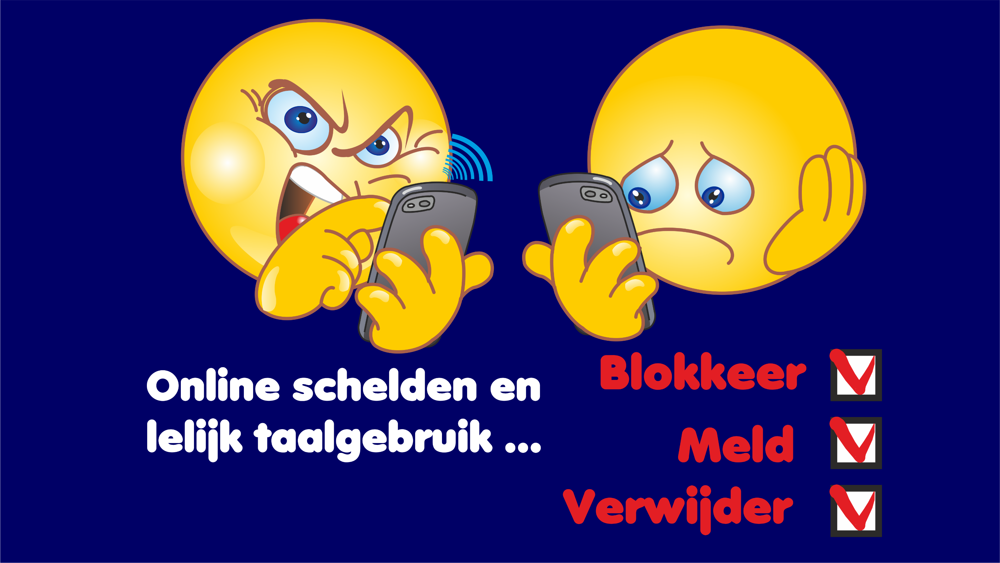 Online schelden en
lelijk taalgebruik ...
Blokkeer
Meld
Verwijder